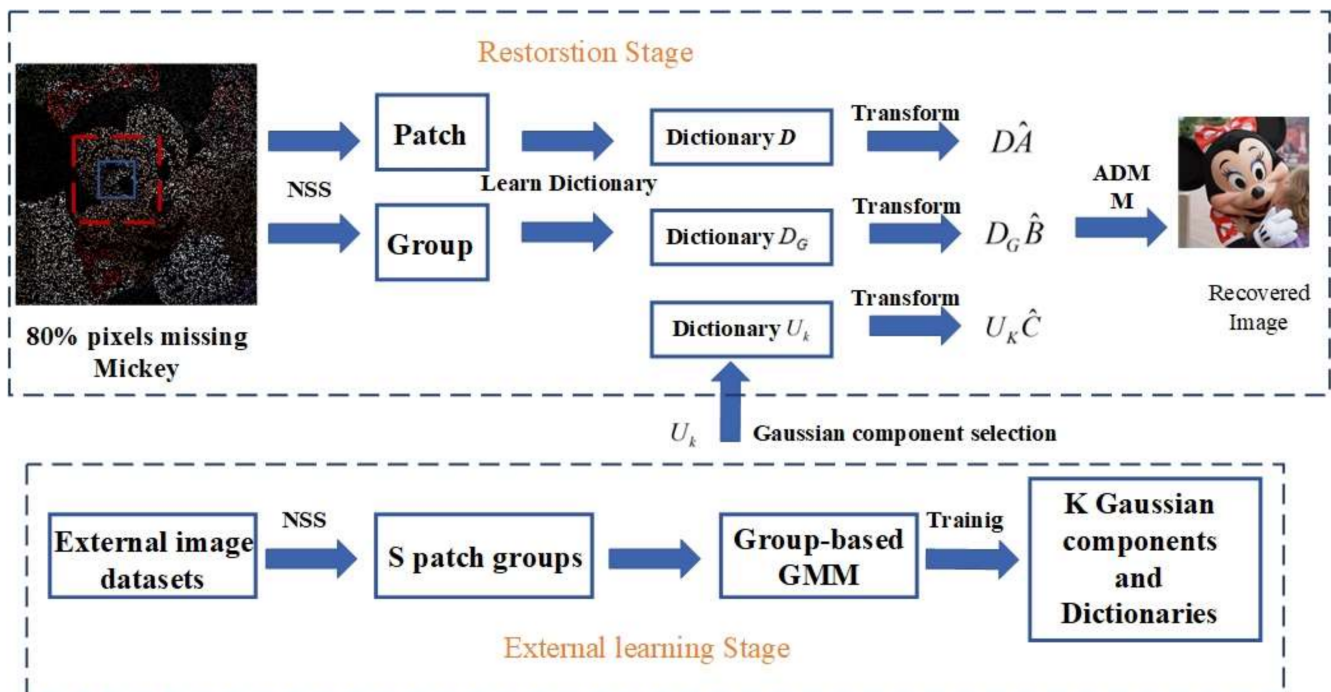 Restorstion Stage
80% pixels missing
Mickey
NSS
Patch
Group
Learn Dictionary
Dictionary D
Dictionary D_G
Dictionary U_k
Transform
Transform
Transform
DÂ
D_G B̂
U_K Ĉ
ADM
M
Recovered
Image
U_k
Gaussian component selection
External image
datasets
NSS
S patch groups
Group-based
GMM
Trainig
K Gaussian
components
and
Dictionaries
External learning Stage